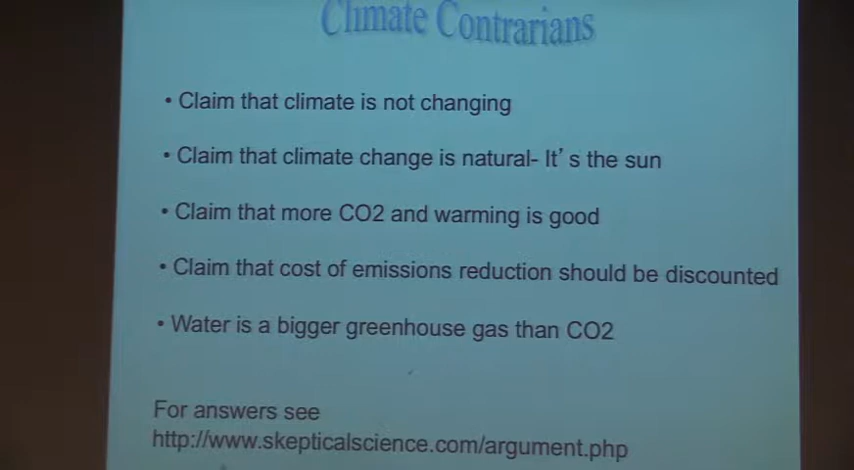 Climate Contrarians
• Claim that climate is not changing
• Claim that climate change is natural- It's the sun
• Claim that more CO2 and warming is good
• Claim that cost of emissions reduction should be discounted
• Water is a bigger greenhouse gas than CO2
For answers see
http://www.skepticalscience.com/argument.php